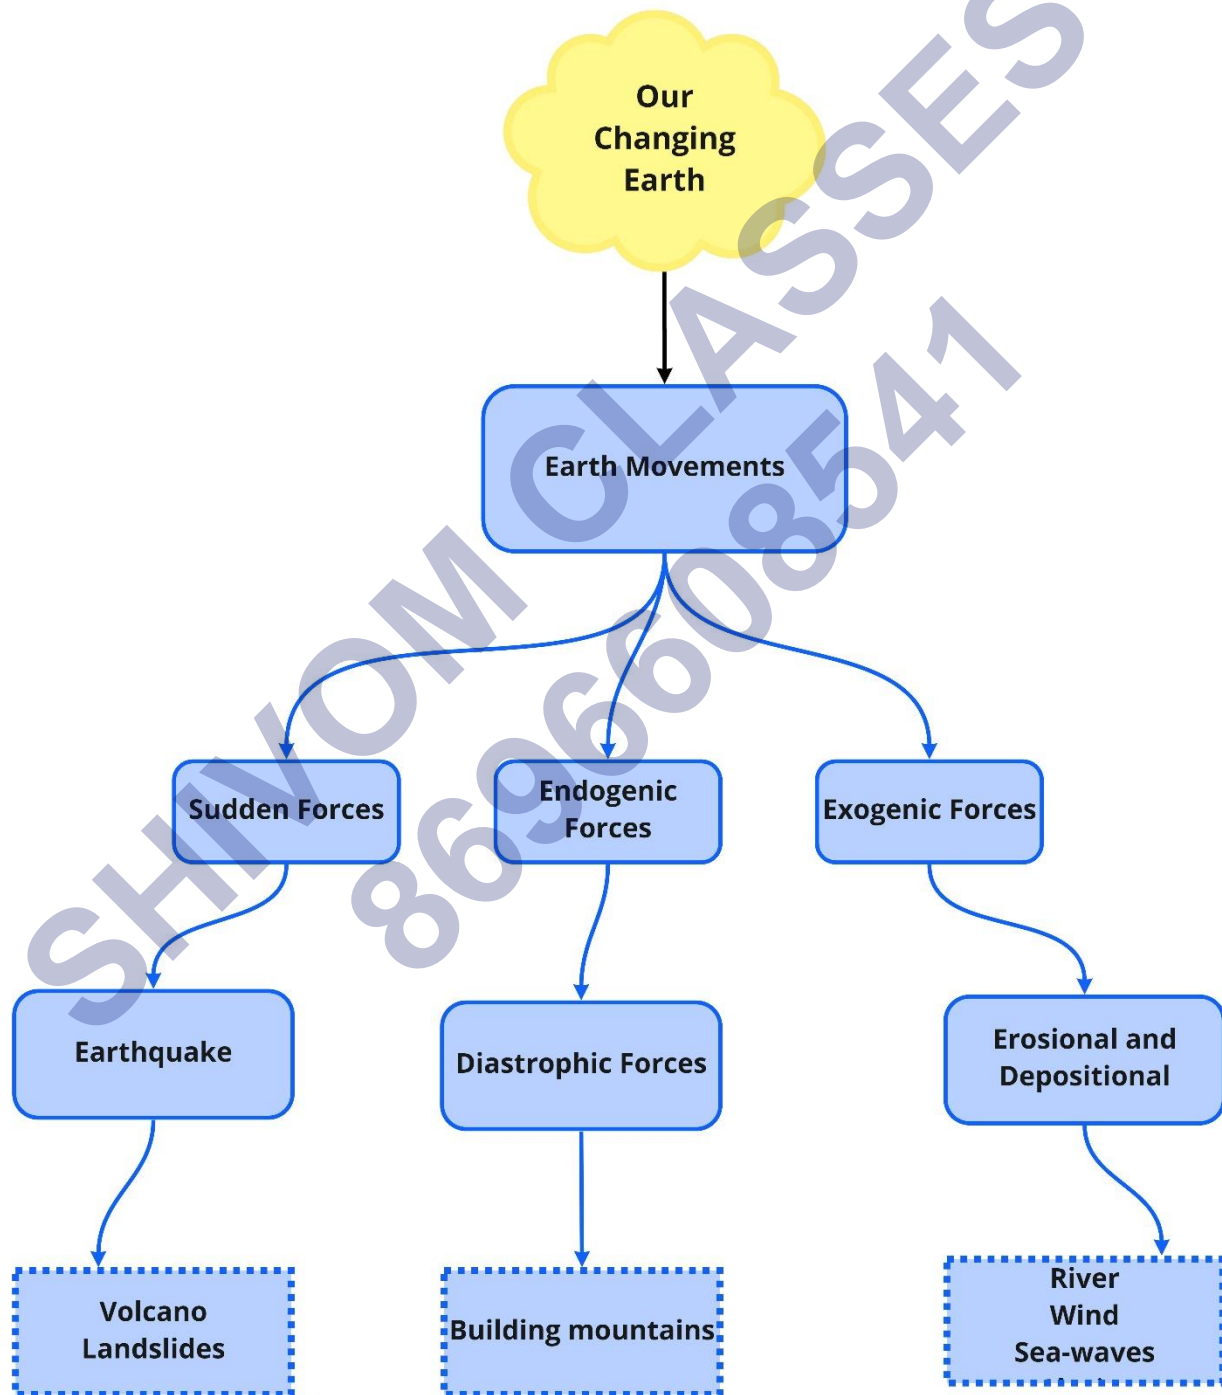 Our
Changing
Earth
Earth Movements
Sudden Forces
Endogenic
Forces
Exogenic Forces
Earthquake
Diastrophic Forces
Erosional and
Depositional
Volcano
Landslides
Building mountains
River
Wind
Sea-waves
SHIVOM CLASSES
8696608541